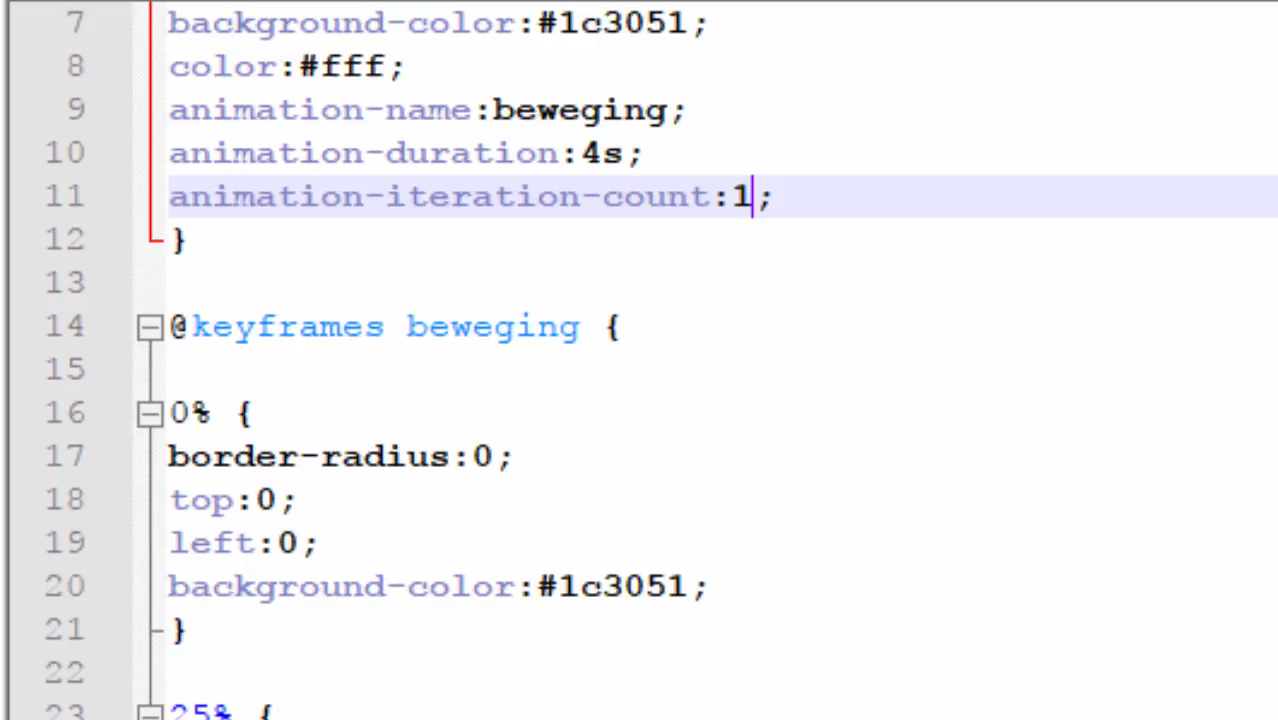 7 background-color:#1c3051;
8 color:#fff;
9 animation-name:beweging;
10 animation-duration:4s;
11 animation-iteration-count:1;
12 }
13
14 @keyframes beweging {
15
16 0% {
17 border-radius:0;
18 top:0;
19 left:0;
20 background-color:#1c3051;
21 }
22
23 25% {